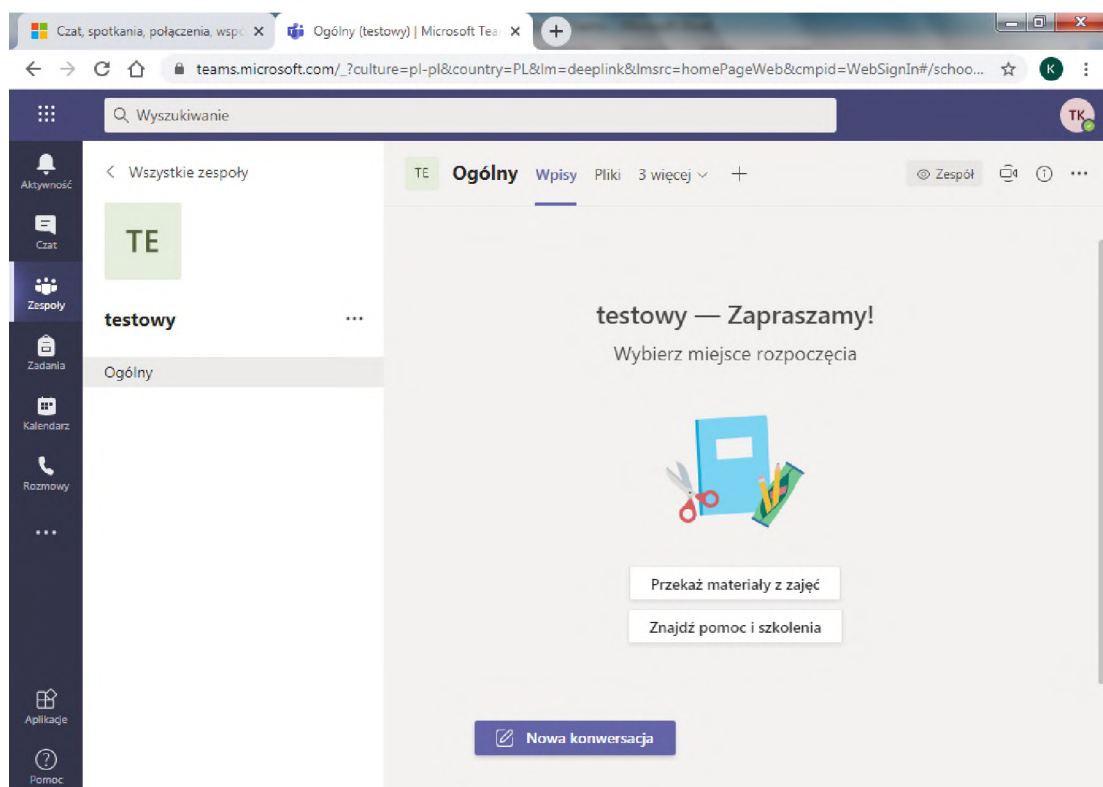 Czat, spotkania, połączenia, wspó
Ogólny (testowy) | Microsoft Tea
teams.microsoft.com/_?culture=pl-pl&country=PL&lm=deeplink&lmsrc=homePageWeb&cmpid=WebSignIn#/schoo...
K
Wyszukiwanie
TK
Aktywność
Czat
Zespoły
Zadania
Kalendarz
Rozmowy
Aplikacje
Pomoc
Wszystkie zespoły
TE
testowy
Ogólny
TE Ogólny Wpisy Pliki 3 więcej
Zespół
testowy — Zapraszamy!
Wybierz miejsce rozpoczęcia
Przekaż materiały z zajęć
Znajdź pomoc i szkolenia
Nowa konwersacja